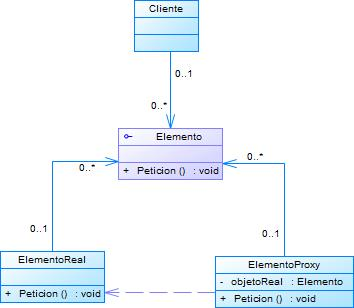 Cliente
0..1
0..*
Elemento
+ Peticion () : void
0..*
0..*
0..1
0..1
ElementoReal
+ Peticion () : void
ElementoProxy
- objetoReal : Elemento
+ Peticion () : void